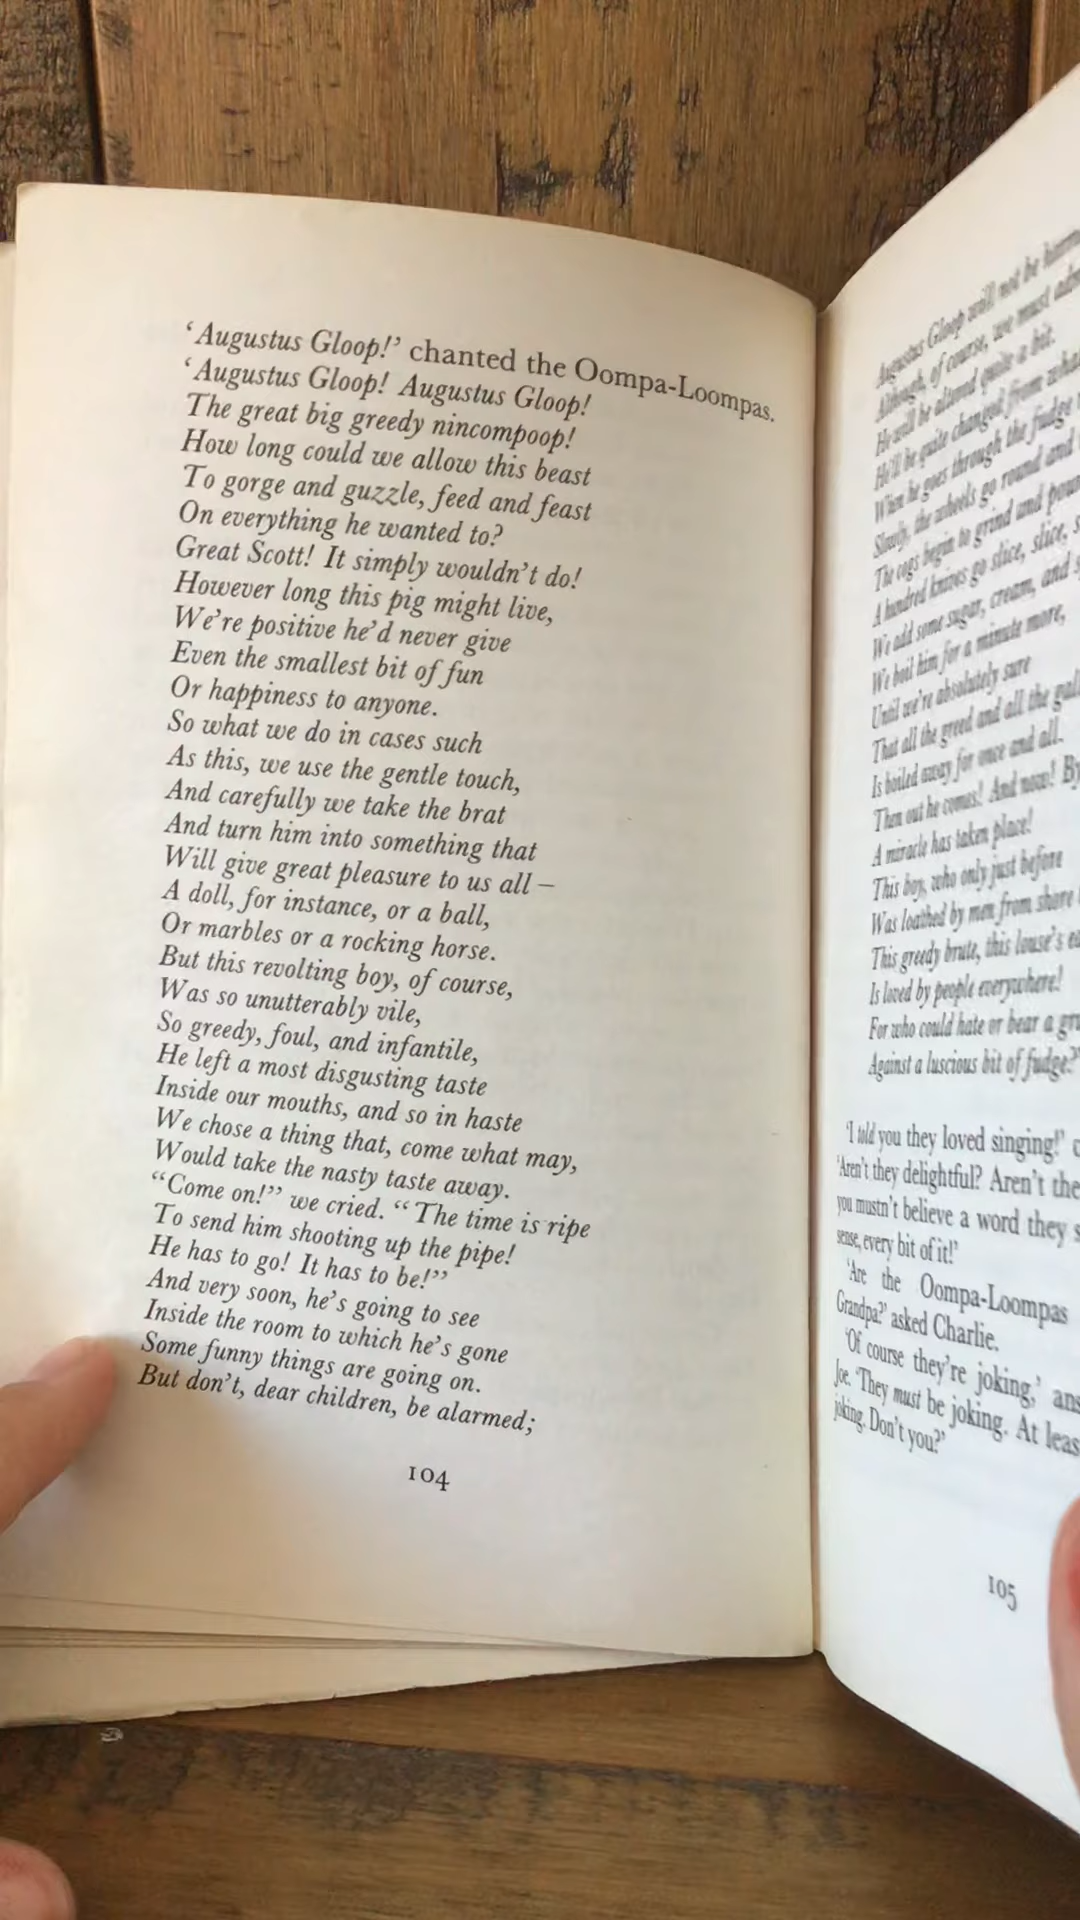 ‘Augustus Gloop!’ chanted the Oompa-Loompas.
‘Augustus Gloop! Augustus Gloop!
The great big greedy nincompoop!
How long could we allow this beast
To gorge and guzzle, feed and feast
On everything he wanted to?
Great Scott! It simply wouldn’t do!
However long this pig might live,
We’re positive he’d never give
Even the smallest bit of fun
Or happiness to anyone.
So what we do in cases such
As this, we use the gentle touch,
And carefully we take the brat
And turn him into something that
Will give great pleasure to us all –
A doll, for instance, or a ball,
Or marbles or a rocking horse.
But this revolting boy, of course,
Was so unutterably vile,
So greedy, foul, and infantile,
He left a most disgusting taste
Inside our mouths, and so in haste
We chose a thing that, come what may,
Would take the nasty taste away.
“Come on!” we cried. “The time is ripe
To send him shooting up the pipe!
He has to go! It has to be!”
And very soon, he’s going to see
Inside the room to which he’s gone
Some funny things are going on.
But don’t, dear children, be alarmed;
104
Augustus Gloop will not be
Although, of course, we must
He will be altered quite a bit.
He’ll be quite changed from
When he goes through the fudge
Slowly, the wheels go round and
The cogs begin to grind and
A hundred knives go slice, slice,
We add some sugar, cream, and
We boil him for a minute more,
Until we’re absolutely sure
That all the greed and all the
Is boiled away for once and all.
Then out he comes! And now! By
A miracle has taken place!
This boy, who only just before
Was loathed by men from shore
This greedy brute, this louse’s
Is loved by people everywhere!
For who could hate or bear a
Against a luscious bit of fudge?’
‘I told you they loved singing!’
‘Aren’t they delightful? Aren’t
you mustn’t believe a word they
sense, every bit of it!’
‘Are the Oompa-Loompas
Grandpa?’ asked Charlie.
‘Of course they’re joking,’
Joe. ‘They must be joking. At
joking. Don’t you?’
105